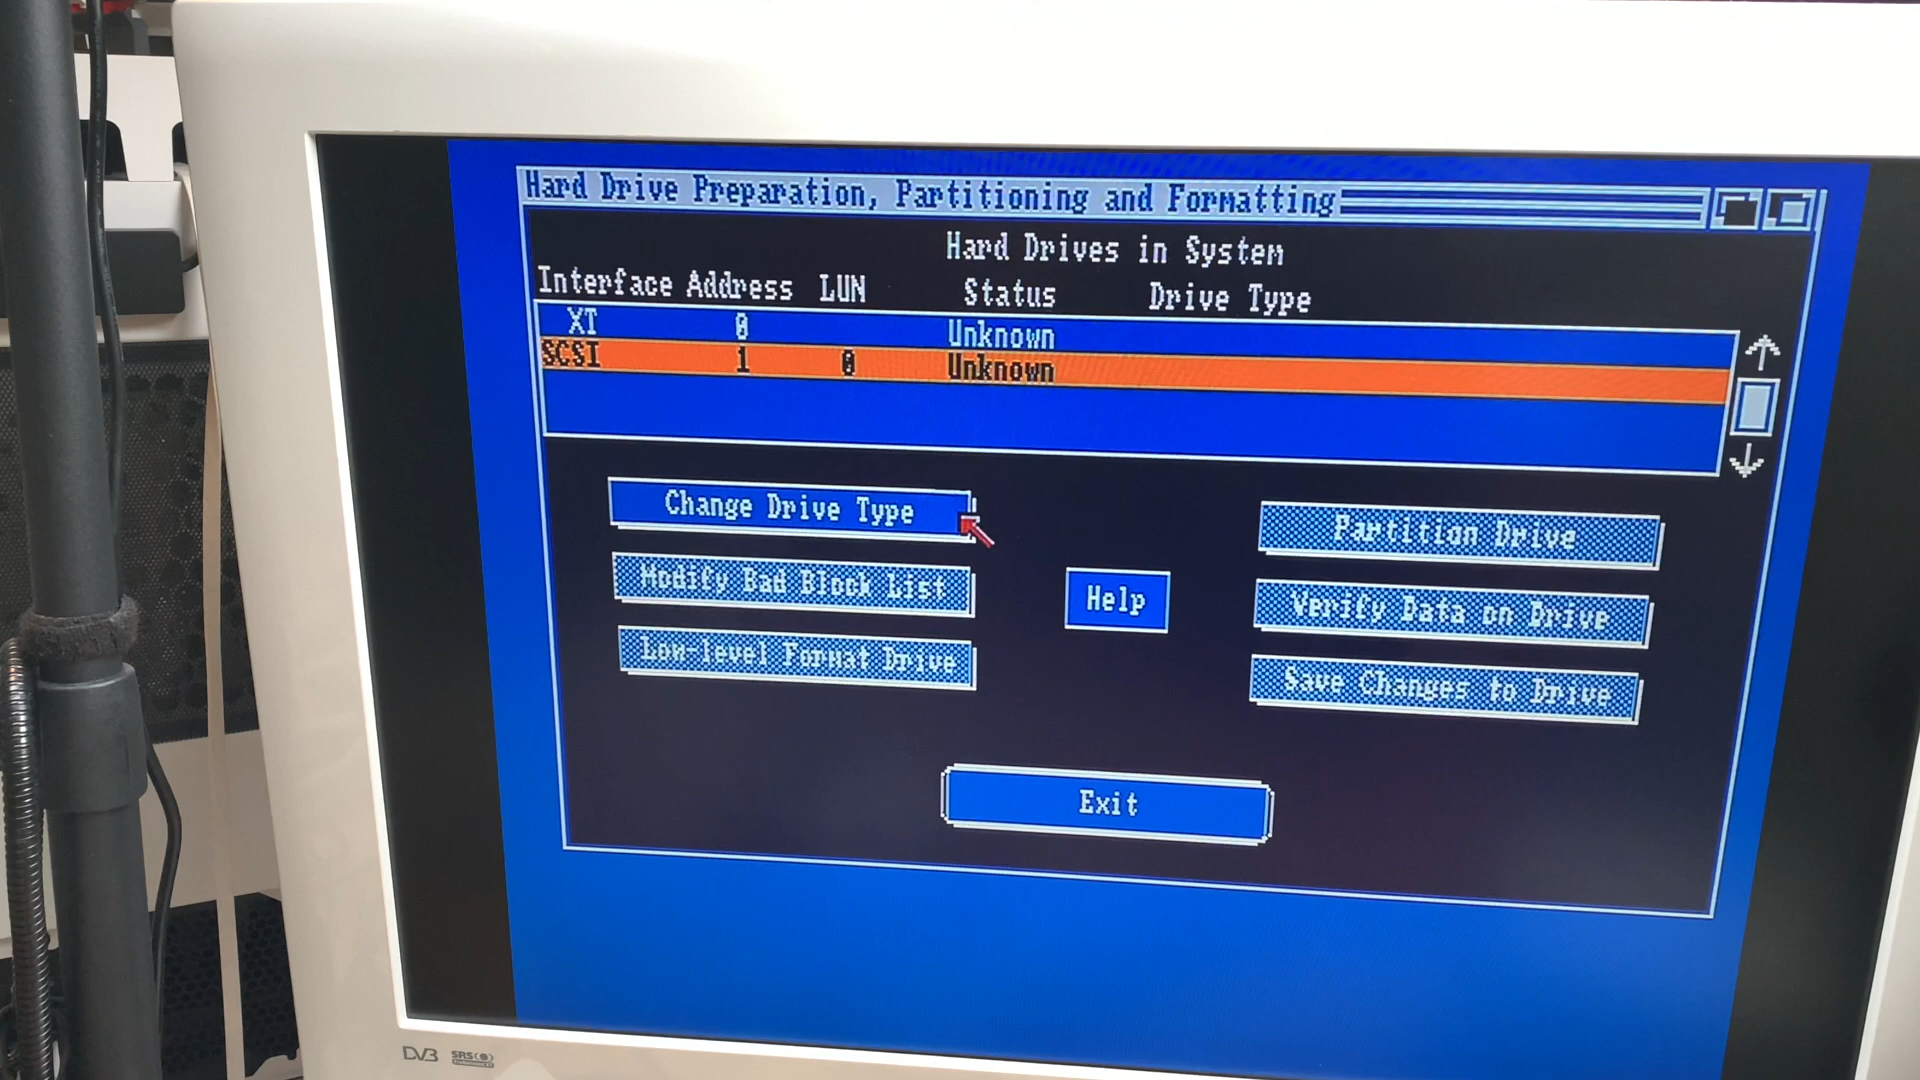 Hard Drive Preparation, Partitioning and Formatting
Hard Drives in System
Interface Address LUN Status Drive Type
XT 0 Unknown
SCSI 1 0 Unknown
Change Drive Type
Partition Drive
Modify Bad Block List
Help
Verify Data on Drive
Low-level Format Drive
Save Changes to Drive
Exit
DVB SRS